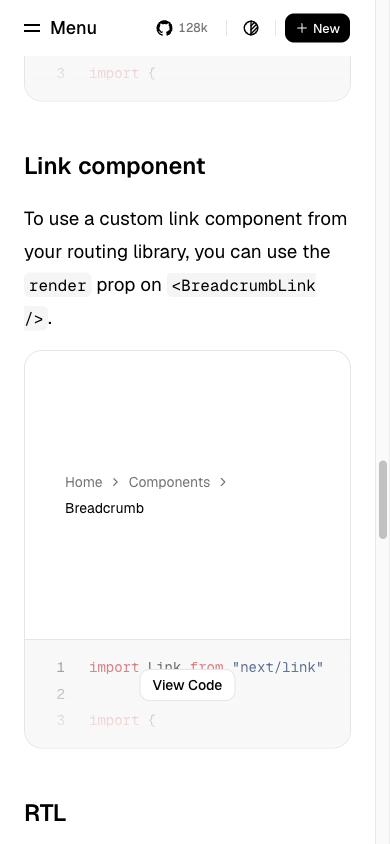 Menu
128k
+ New
3 import {
Link component
To use a custom link component from
your routing library, you can use the
render prop on <BreadcrumbLink
/>.
Home > Components >
Breadcrumb
1 import Link from "next/link"
View Code
2
3 import {
RTL